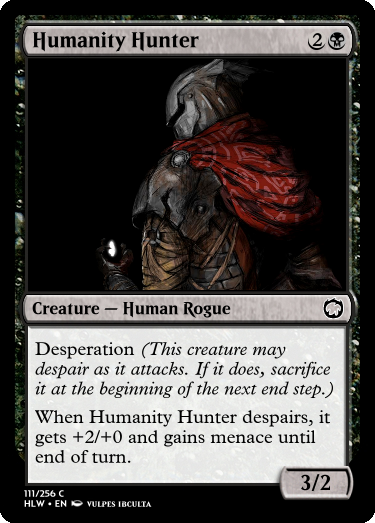 Humanity Hunter 2
Creature — Human Rogue
Desperation (This creature may
despair as it attacks. If it does, sacrifice
it at the beginning of the next end step.)
When Humanity Hunter despairs, it
gets +2/+0 and gains menace until
end of turn.
3/2
111/256 C
HLW • EN VULPES IBCULTA